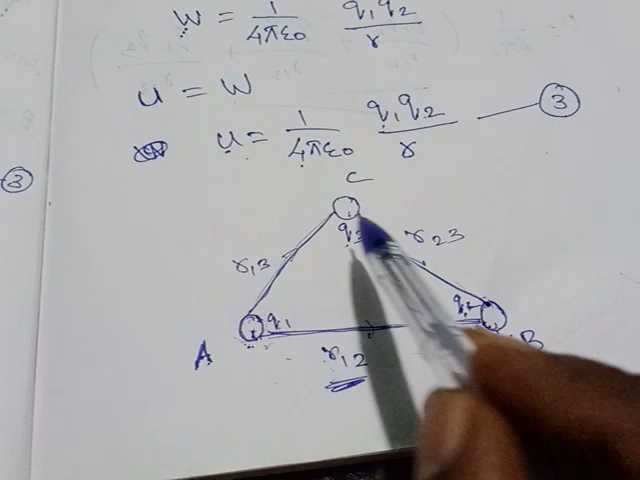 W = 1/4πε0 q1q2/r
u = W
u = 1/4πε0 q1q2/r — 3
3
C
q3
r13 r23
q1 q2
A B
r12